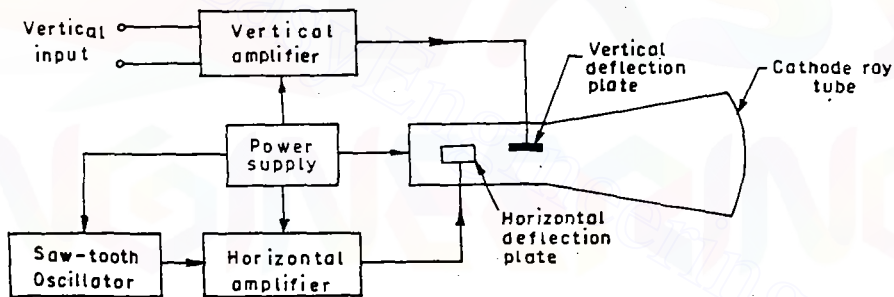 Vertical
input
Vertical
amplifier
Vertical
deflection
plate
Cathode ray
tube
Power
supply
Horizontal
deflection
plate
Saw-tooth
Oscillator
Horizontal
amplifier